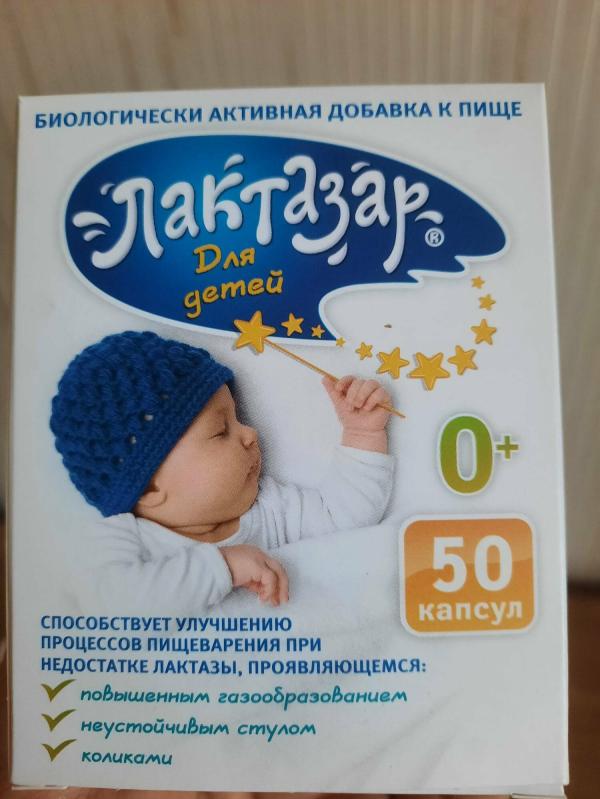 БИОЛОГИЧЕСКИ АКТИВНАЯ ДОБАВКА К ПИЩЕ
Лактазар®
Для
детей
0+
50
капсул
СПОСОБСТВУЕТ УЛУЧШЕНИЮ
ПРОЦЕССОВ ПИЩЕВАРЕНИЯ ПРИ
НЕДОСТАТКЕ ЛАКТАЗЫ, ПРОЯВЛЯЮЩЕМСЯ:
повышенным газообразованием
неустойчивым стулом
коликами